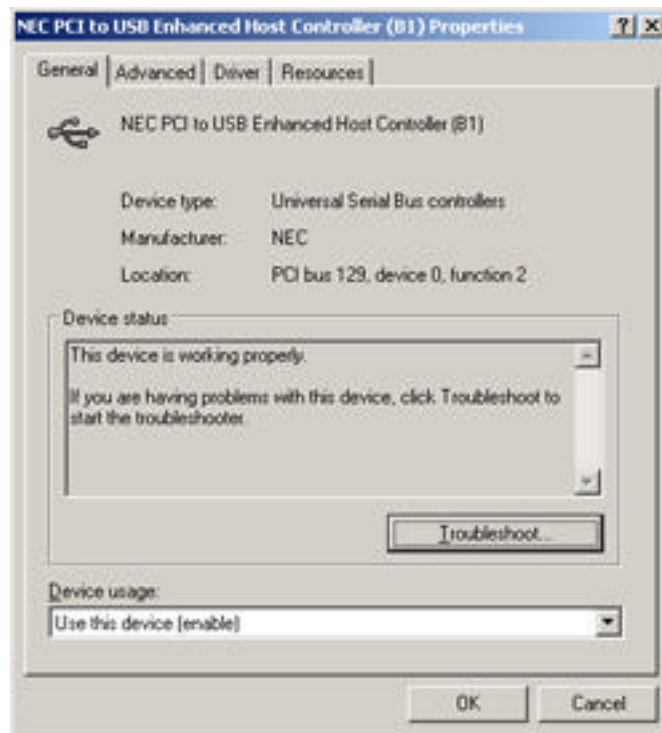 NEC PCI to USB Enhanced Host Controller (B1) Properties
General Advanced Driver Resources
NEC PCI to USB Enhanced Host Controller (B1)
Device type: Universal Serial Bus controllers
Manufacturer: NEC
Location: PCI bus 129, device 0, function 2
Device status
This device is working properly.
If you are having problems with this device, click Troubleshoot to
start the troubleshooter.
Troubleshoot...
Device usage:
Use this device (enable)
OK Cancel